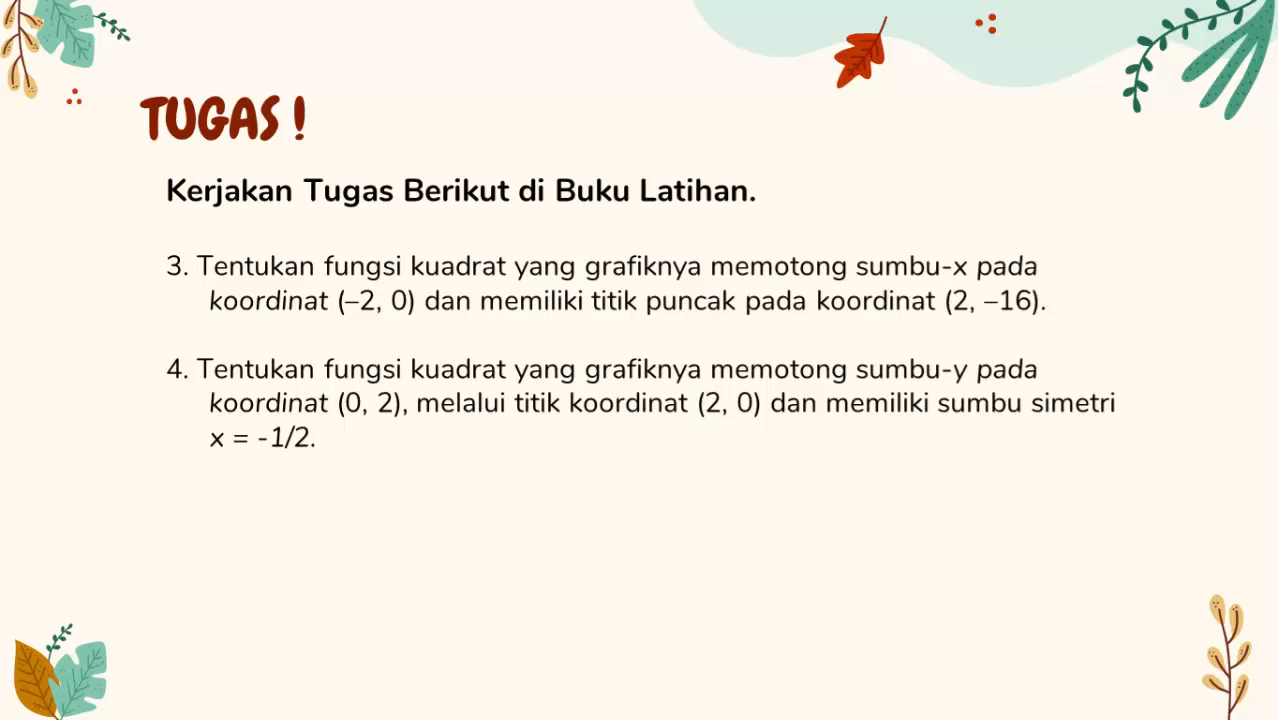 TUGAS !
Kerjakan Tugas Berikut di Buku Latihan.
3. Tentukan fungsi kuadrat yang grafiknya memotong sumbu-x pada
koordinat (–2, 0) dan memiliki titik puncak pada koordinat (2, –16).
4. Tentukan fungsi kuadrat yang grafiknya memotong sumbu-y pada
koordinat (0, 2), melalui titik koordinat (2, 0) dan memiliki sumbu simetri
x = -1/2.